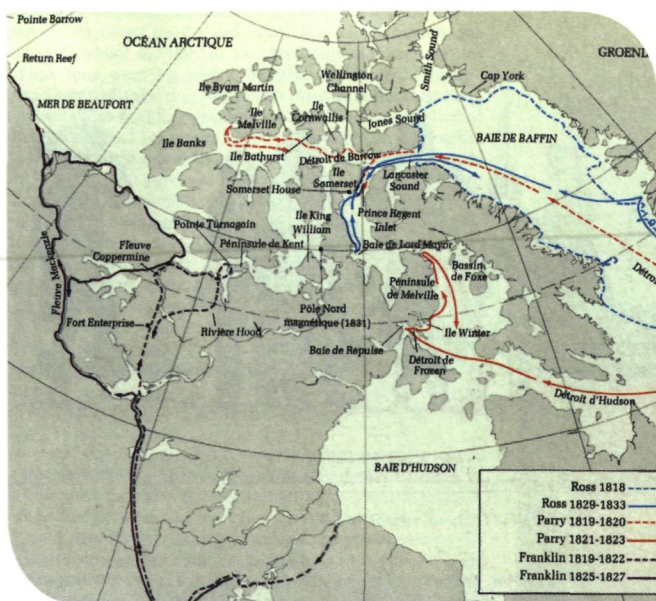 Pointe Barrow
OCÉAN ARCTIQUE
GROENL
Return Reef
Smith Sound
Cap York
Wellington
Channel
Ile Byam Martin
MER DE BEAUFORT
Ile
Melville
Ile
Cornwallis
Jones Sound
BAIE DE BAFFIN
Ile Banks
Ile Bathurst
Détroit de Barrow
Ile
Somerset
Lancaster
Sound
Somerset House
Prince Regent
Inlet
Pointe Turnagain
Ile King
William
Fleuve
Coppermine
Péninsule de Kent
Baie de Lord Mayor
Bassin
de Foxe
Détro
Fleuve Mackenzie
Péninsule
de Melville
Pôle Nord
magnétique (1831)
Fort Enterprise
Rivière Hood
Ile Winter
Baie de Repulse
Détroit de
Frozen
Détroit d'Hudson
BAIE D'HUDSON
Ross 1818
Ross 1829-1833
Parry 1819-1820
Parry 1821-1823
Franklin 1819-1822
Franklin 1825-1827